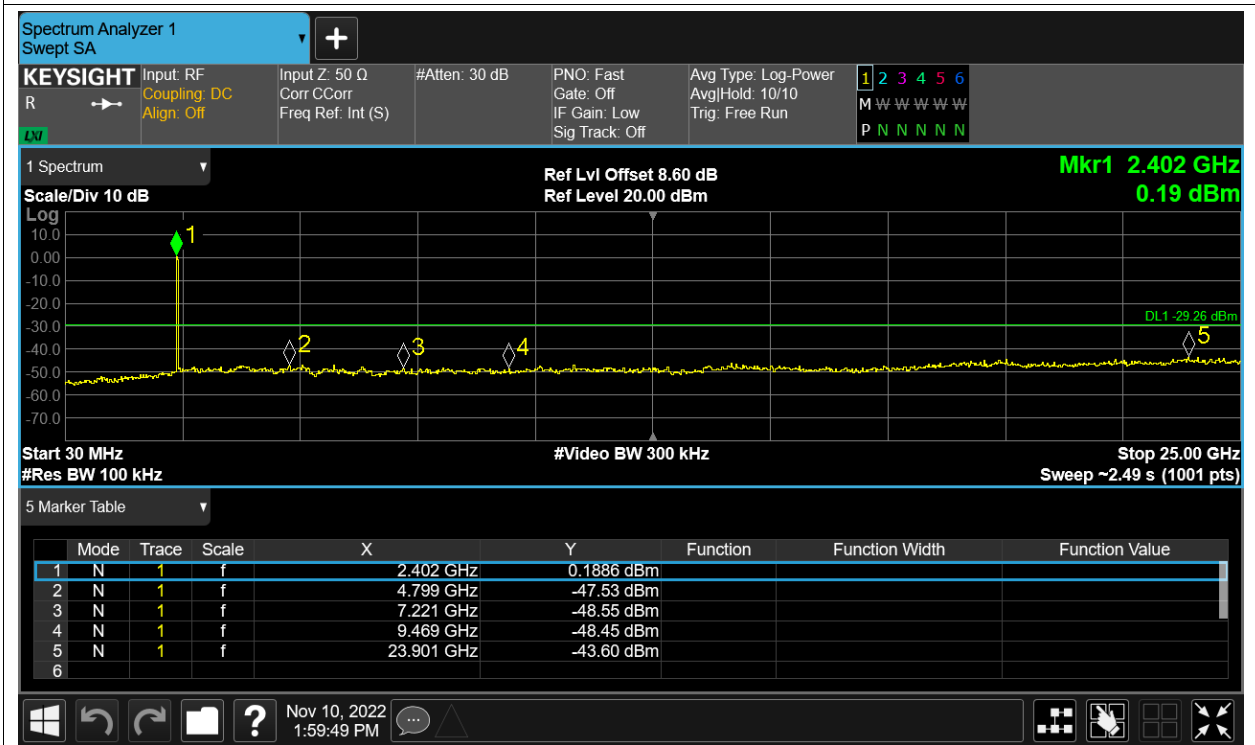 Spectrum Analyzer 1
Swept SA
KEYSIGHT Input: RF Input Z: 50 Ω #Atten: 30 dB PNO: Fast Avg Type: Log-Power 1 2 3 4 5 6
R Coupling: DC Corr CCorr Gate: Off Avg|Hold: 10/10 M W W W W W
Align: Off Freq Ref: Int (S) IF Gain: Low Trig: Free Run
LXI Sig Track: Off P N N N N N
1 Spectrum Ref Lvl Offset 8.60 dB Mkr1 2.402 GHz
Scale/Div 10 dB Ref Level 20.00 dBm 0.19 dBm
Log
10.0 1
0.00
-10.0
-20.0
DL1 -29.26 dBm
-30.0
-40.0 2 3 4 5
-50.0
-60.0
-70.0
Start 30 MHz #Video BW 300 kHz Stop 25.00 GHz
#Res BW 100 kHz Sweep ~2.49 s (1001 pts)
5 Marker Table
Mode Trace Scale X Y Function Function Width Function Value
1 N 1 f 2.402 GHz 0.1886 dBm
2 N 1 f 4.799 GHz -47.53 dBm
3 N 1 f 7.221 GHz -48.55 dBm
4 N 1 f 9.469 GHz -48.45 dBm
5 N 1 f 23.901 GHz -43.60 dBm
6
? Nov 10, 2022
1:59:49 PM